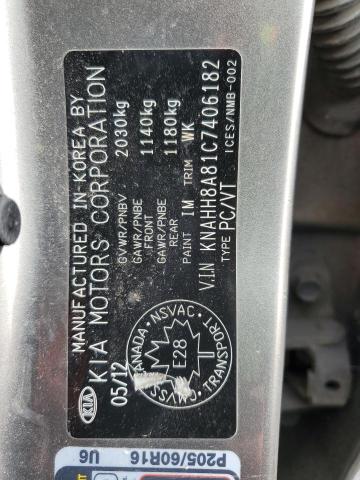 MANUFACTURED IN KOREA BY
KIA MOTORS CORPORATION
05/12
GVWR/PNBV 2030kg
GAWR/PNBE FRONT 1140kg
GAWR/PNBE REAR 1180kg
PAINT IM TRIM WK
V.I.N KNAHH8A81C7406182
TYPE PC/VT
ICES/NMB-002
KIA
CANADA NSVAC
E28
TRANSPORT
P205/60R16
U6